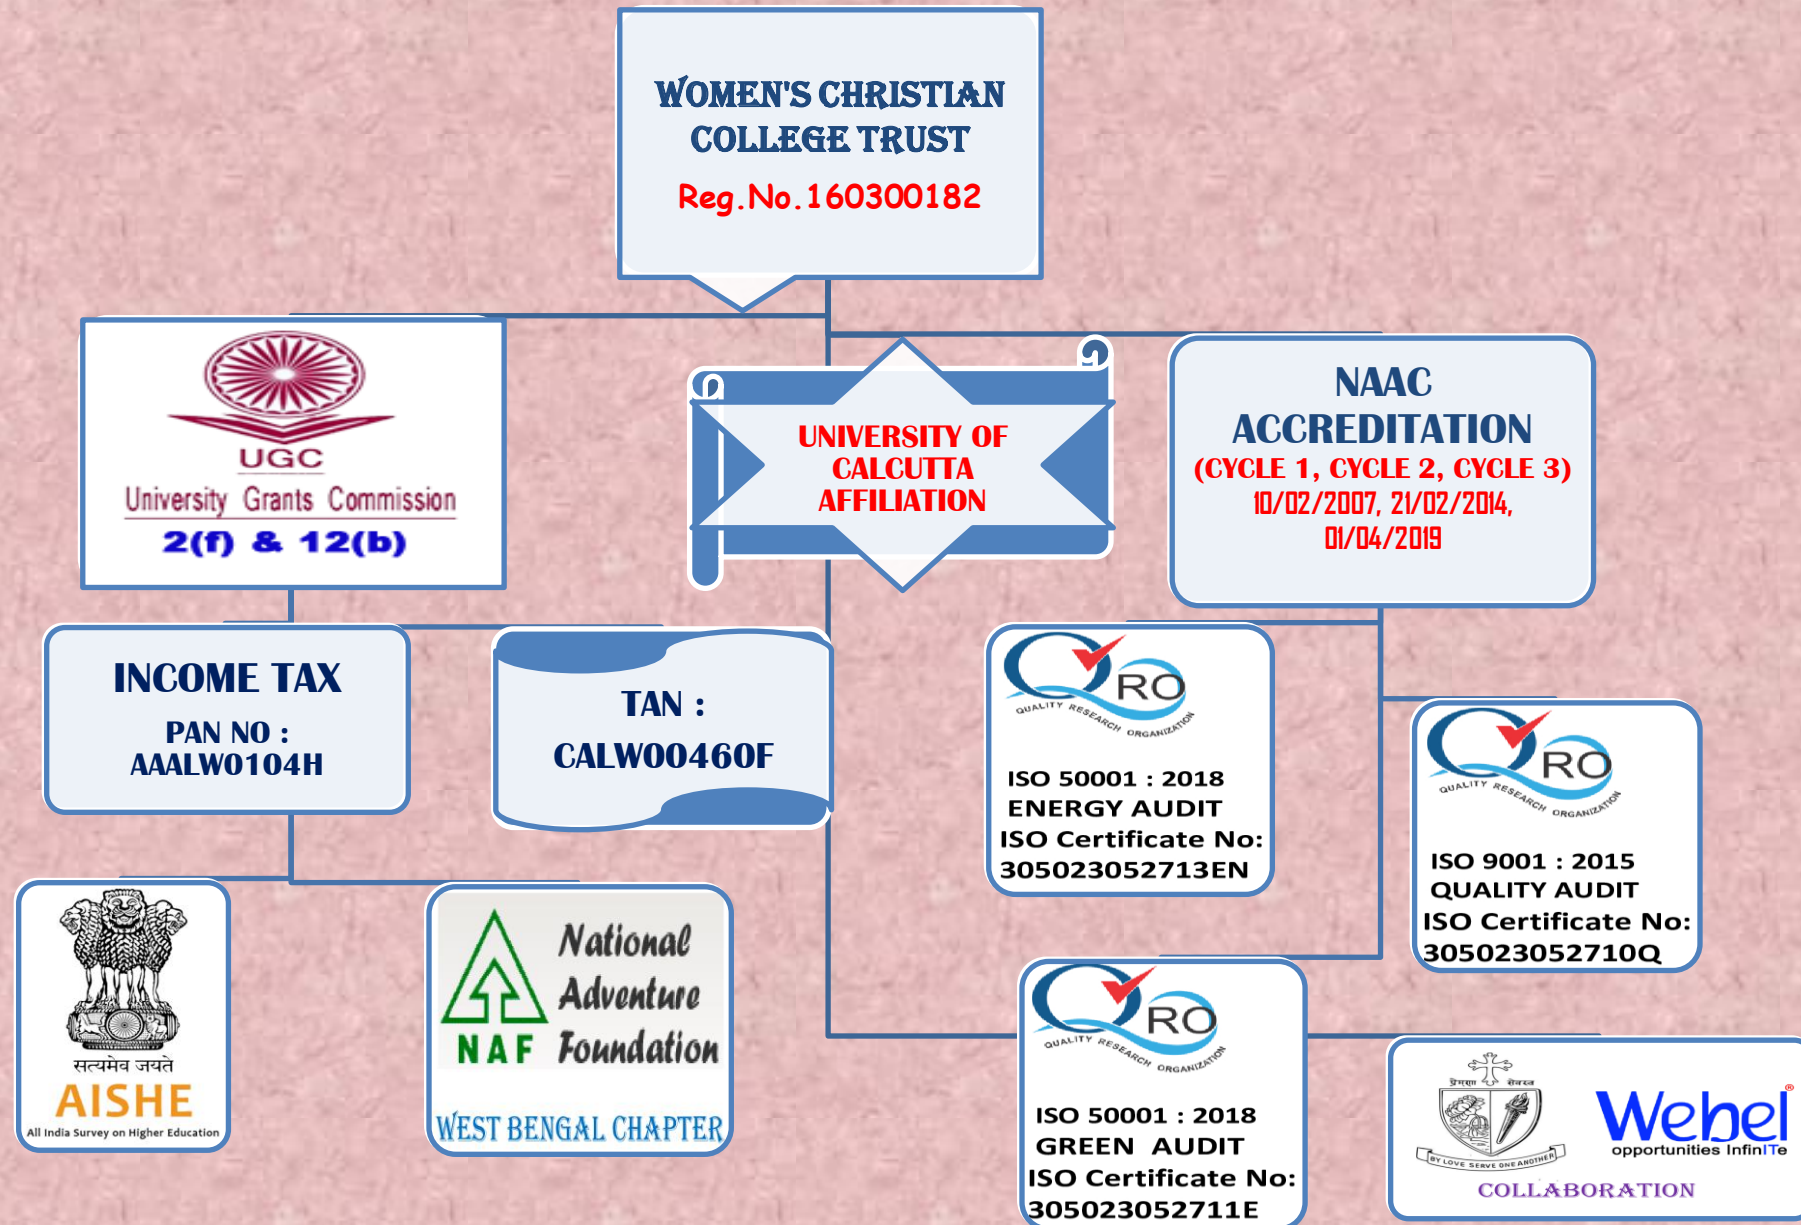 WOMEN'S CHRISTIAN
COLLEGE TRUST
Reg.No.160300182
UGC
University Grants Commission
2(f) & 12(b)
UNIVERSITY OF
CALCUTTA
AFFILIATION
NAAC
ACCREDITATION
(CYCLE 1, CYCLE 2, CYCLE 3)
10/02/2007, 21/02/2014,
01/04/2019
INCOME TAX
PAN NO :
AAALW0104H
TAN :
CALW00460F
QRO
QUALITY RESEARCH ORGANIZATION
ISO 50001 : 2018
ENERGY AUDIT
ISO Certificate No:
305023052713EN
QRO
QUALITY RESEARCH ORGANIZATION
ISO 9001 : 2015
QUALITY AUDIT
ISO Certificate No:
305023052710Q
सत्यमेव जयते
AISHE
All India Survey on Higher Education
National
Adventure
Foundation
NAF
WEST BENGAL CHAPTER
QRO
QUALITY RESEARCH ORGANIZATION
ISO 50001 : 2018
GREEN AUDIT
ISO Certificate No:
305023052711E
BY LOVE SERVE ONE ANOTHER
Webel®
opportunities InfinITe
COLLABORATION